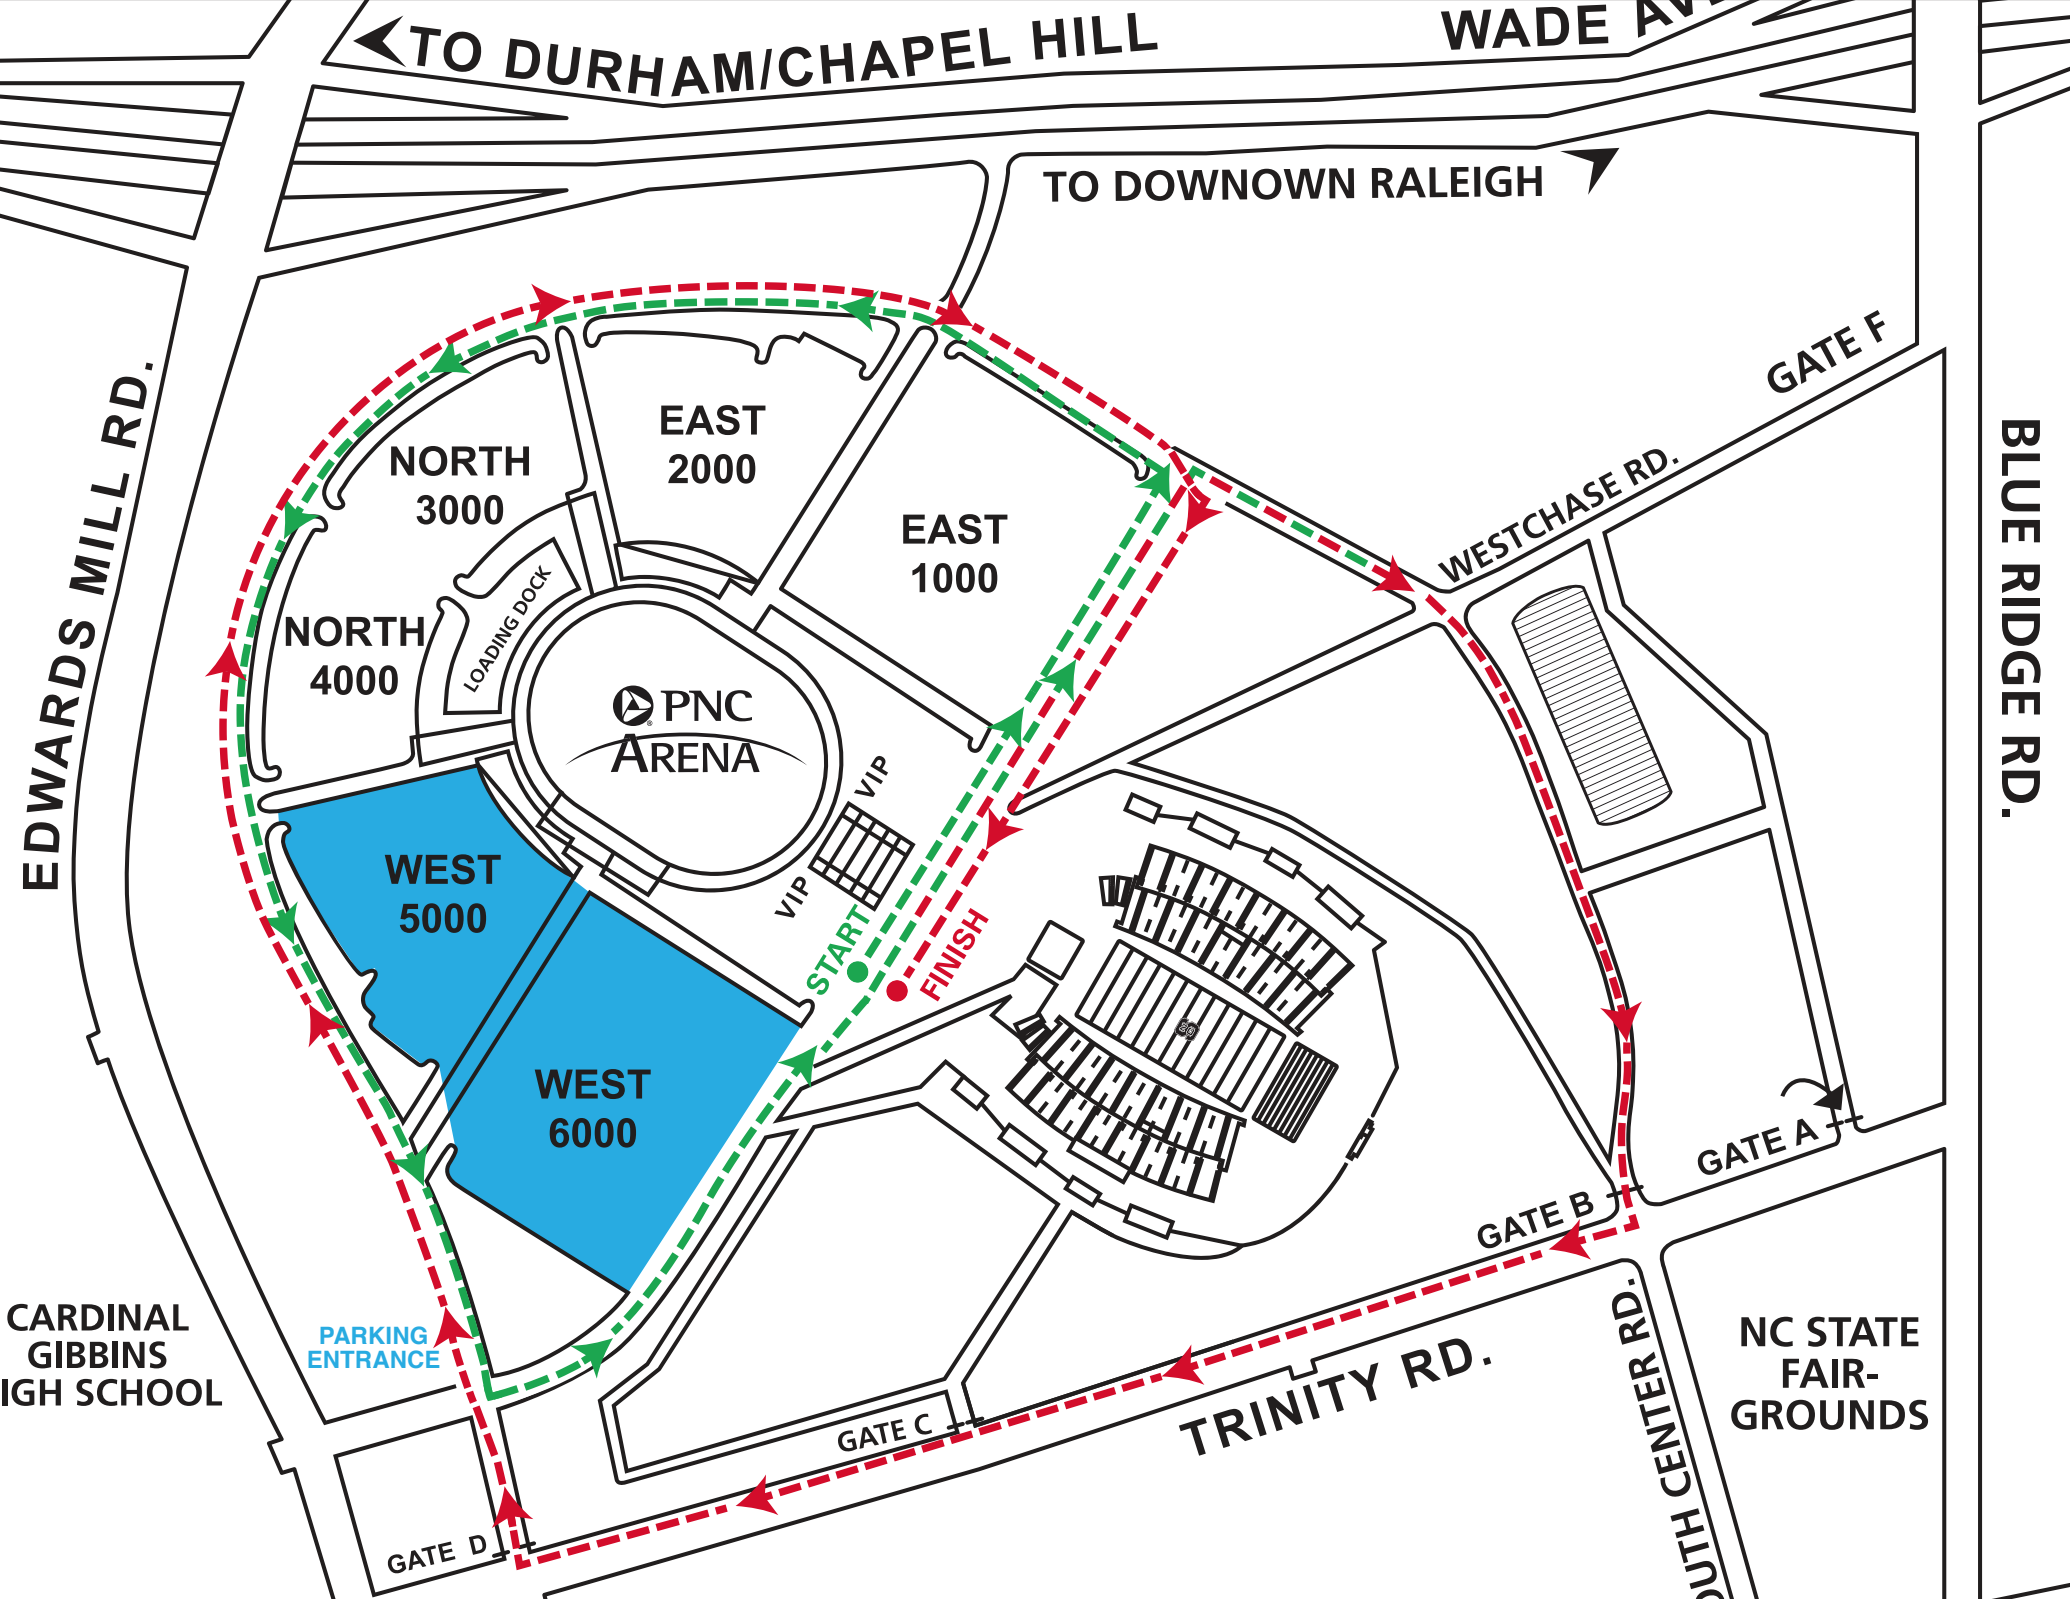 TO DURHAM/CHAPEL HILL
WADE AV
TO DOWNOWN RALEIGH
GATE F
EDWARDS MILL RD.
BLUE RIDGE RD.
WESTCHASE RD.
EAST
2000
NORTH
3000
EAST
1000
NORTH
4000
LOADING DOCK
PNC
ARENA
VIP
VIP
WEST
5000
START
FINISH
WEST
6000
GATE A
GATE B
CARDINAL
GIBBINS
IGH SCHOOL
PARKING
ENTRANCE
NC STATE
FAIR-
GROUNDS
TRINITY RD.
OUTH CENTER RD.
GATE C
GATE D